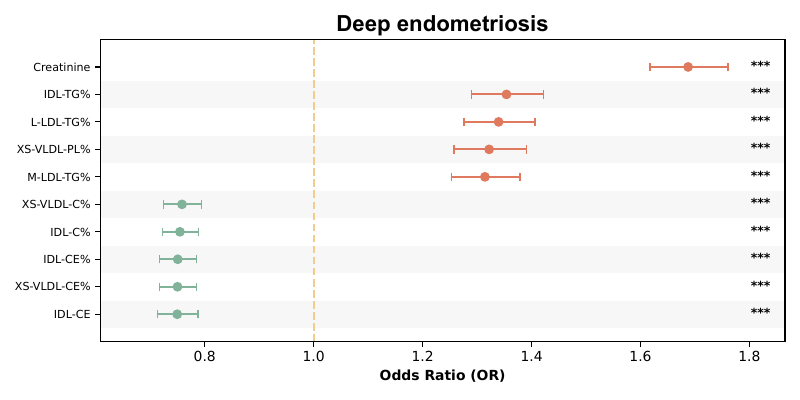 Deep endometriosis
Creatinine ***
IDL-TG% ***
L-LDL-TG% ***
XS-VLDL-PL% ***
M-LDL-TG% ***
XS-VLDL-C% ***
IDL-C% ***
IDL-CE% ***
XS-VLDL-CE% ***
IDL-CE ***
0.8 1.0 1.2 1.4 1.6 1.8
Odds Ratio (OR)